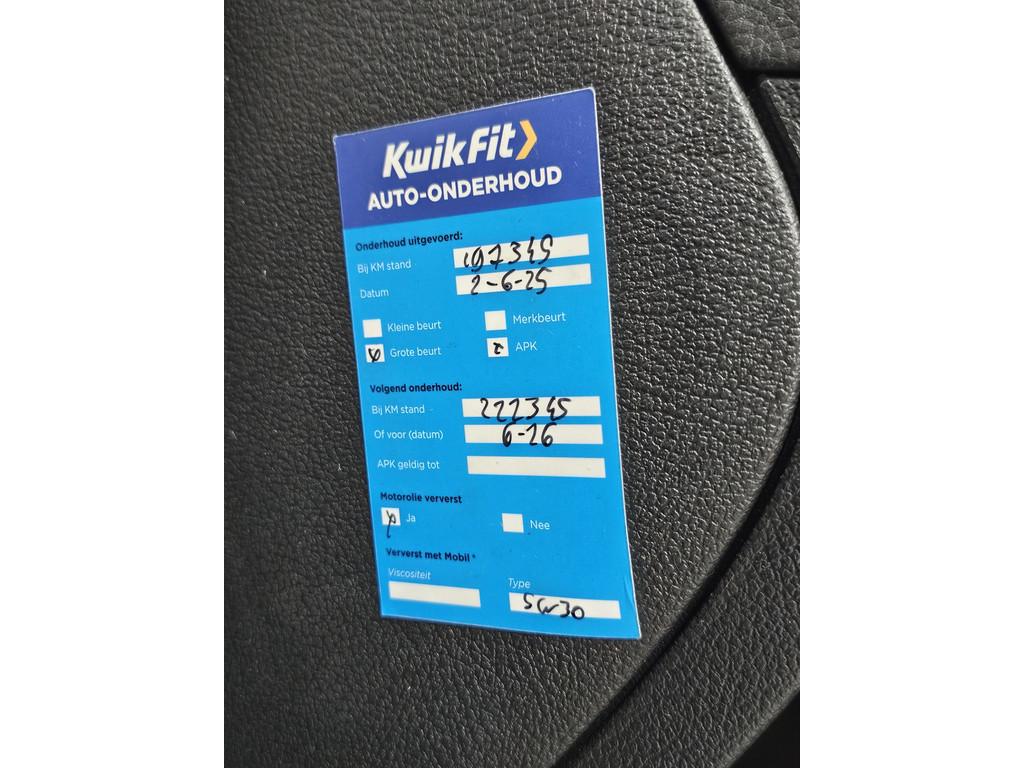 KwikFit
AUTO-ONDERHOUD
Onderhoud uitgevoerd:
Bij KM stand 197345
Datum 2-6-25
Kleine beurt Merkbeurt
Grote beurt APK
Volgend onderhoud:
Bij KM stand 222345
Of voor (datum) 6-26
APK geldig tot
Motorolie ververst
Ja Nee
Ververst met Mobil*
Viscositeit Type
5w30